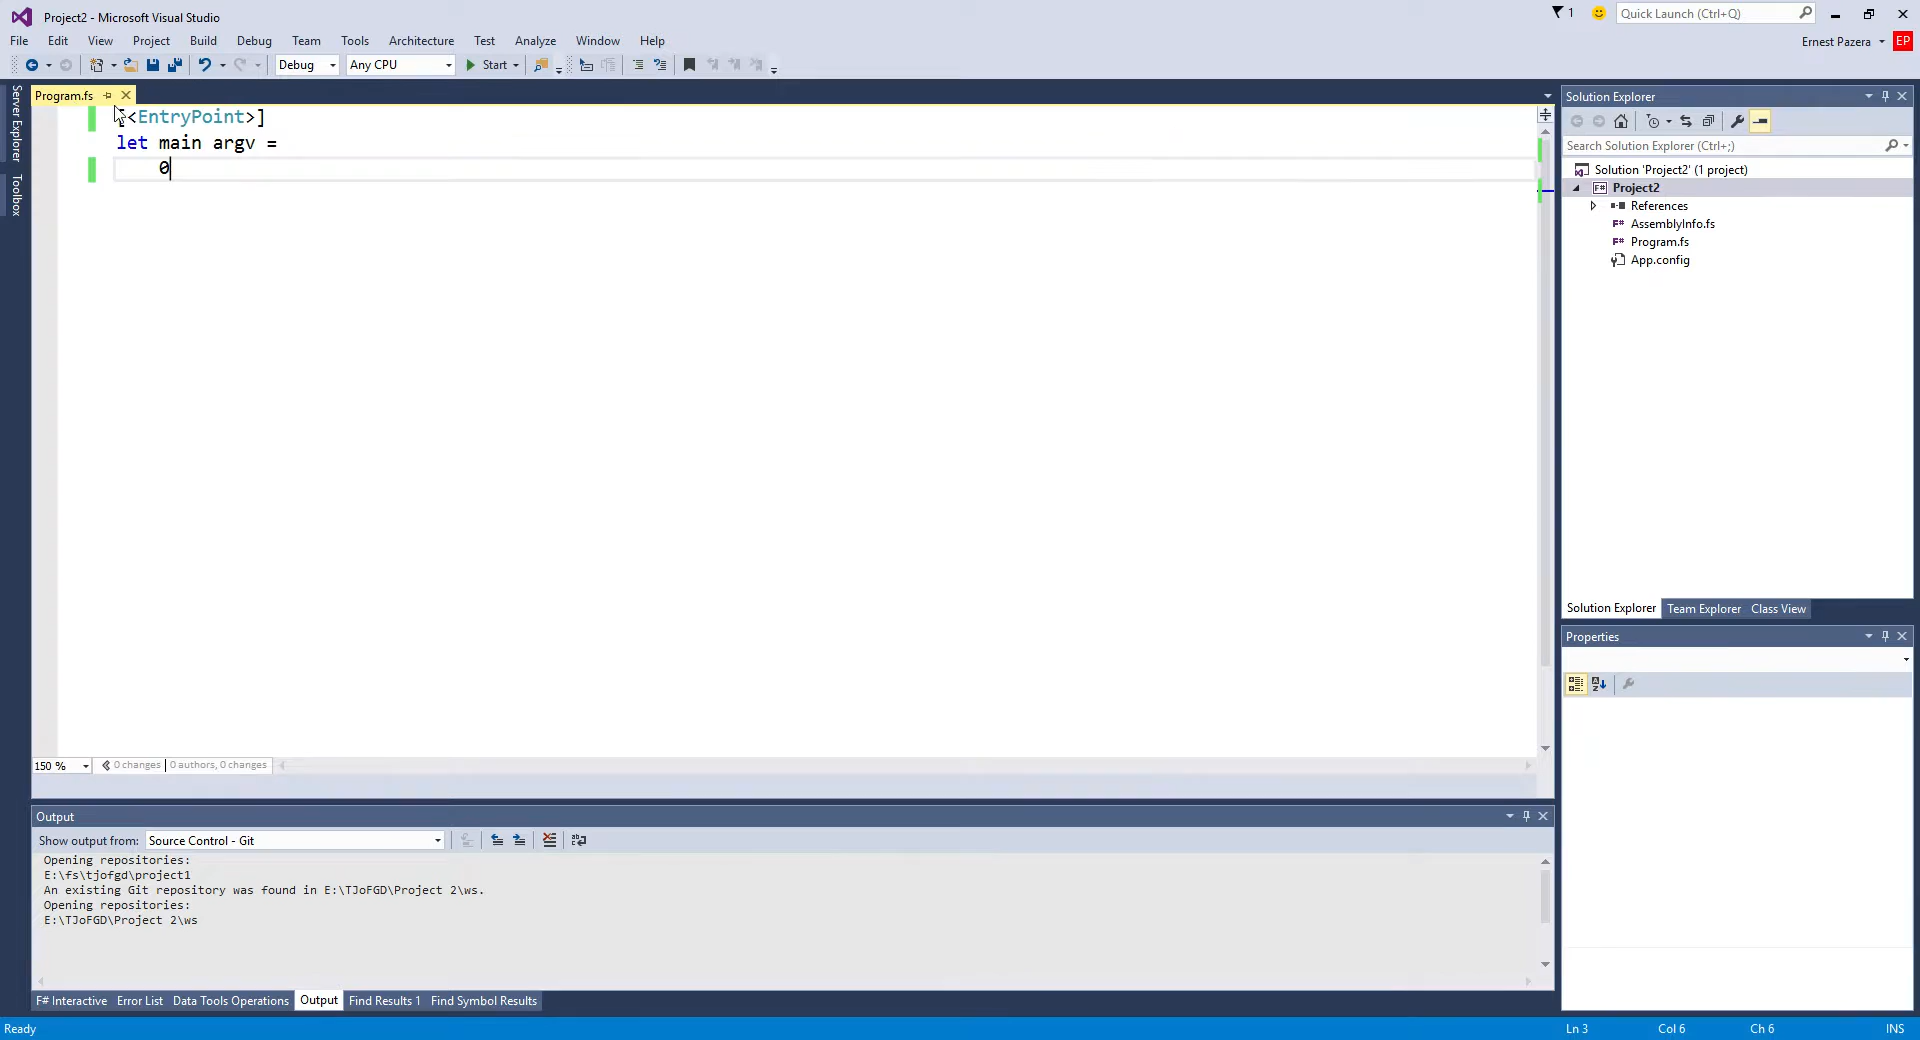 Project2 - Microsoft Visual Studio
1
Quick Launch (Ctrl+Q)
File Edit View Project Build Debug Team Tools Architecture Test Analyze Window Help
Ernest Pazera EP
Debug Any CPU Start
Server Explorer
Toolbox
Program.fs
[<EntryPoint>]
let main argv =
0
150 % 0 changes | 0 authors, 0 changes
Solution Explorer
Search Solution Explorer (Ctrl+;)
Solution 'Project2' (1 project)
F# Project2
References
F# AssemblyInfo.fs
F# Program.fs
App.config
Solution Explorer Team Explorer Class View
Properties
Output
Show output from: Source Control - Git
Opening repositories:
E:\fs\tjofgd\project1
An existing Git repository was found in E:\TJoFGD\Project 2\ws.
Opening repositories:
E:\TJoFGD\Project 2\ws
F# Interactive Error List Data Tools Operations Output Find Results 1 Find Symbol Results
Ready Ln 3 Col 6 Ch 6 INS